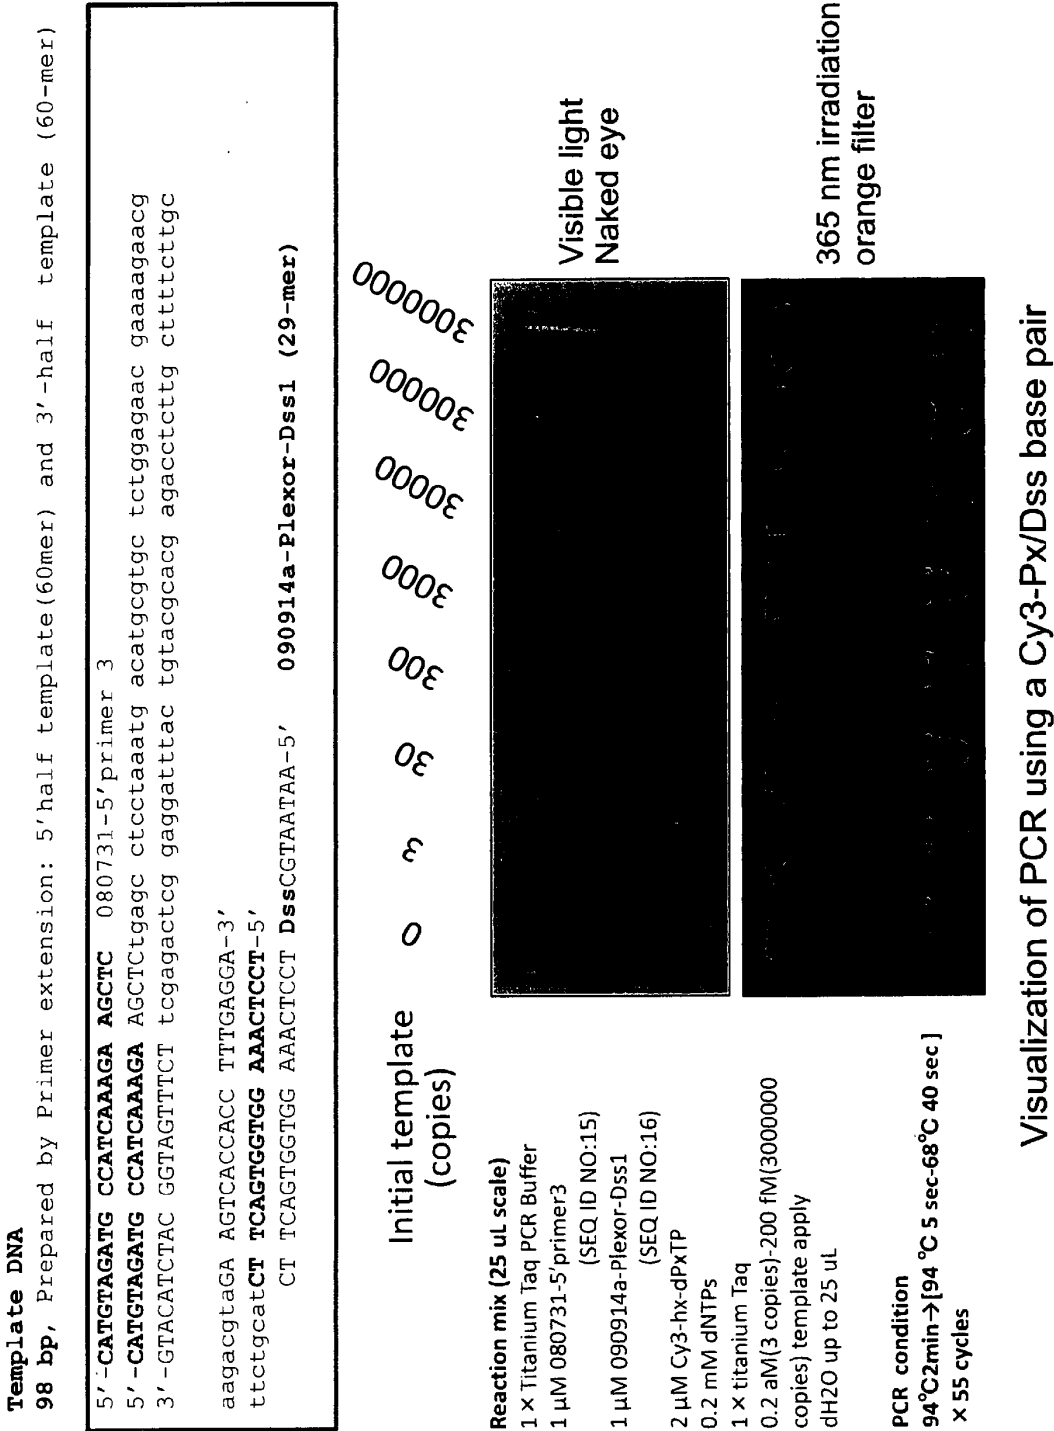 Template DNA
98 bp, Prepared by Primer extension: 5'half template(60mer) and 3'-half template (60-mer)
5'-CATGTAGATG CCATCAAAGA AGCTC 080731-5'primer 3
5'-CATGTAGATG CCATCAAAGA AGCTCtgagc ctcctaaatg acatgcgtgc tctggagaac gaaaagaacg
3'-GTACATCTAC GGTAGTTTCT tcgagactcg gaggatttac tgtacgcacg agacctcttg cttttcttgc
aagacgtaGA AGTCACCACC TTTGAGGA-3'
ttctgcatCT TCAGTGGTGG AAACTCCT-5'
CT TCAGTGGTGG AAACTCCT DssCGTAATAA-5' 090914a-Plexor-Dss1 (29-mer)
Initial template
(copies)
0 3 30 300 3000 30000 300000 3000000
Visible light
Naked eye
365 nm irradiation
orange filter
Reaction mix (25 uL scale)
1 × Titanium Taq PCR Buffer
1 μM 080731-5'primer3
(SEQ ID NO:15)
1 μM 090914a-Plexor-Dss1
(SEQ ID NO:16)
2 μM Cy3-hx-dPxTP
0.2 mM dNTPs
1 × titanium Taq
0.2 aM(3 copies)-200 fM(3000000
copies) template apply
dH2O up to 25 uL
PCR condition
94°C2min→[94 °C 5 sec-68°C 40 sec ]
× 55 cycles
Visualization of PCR using a Cy3-Px/Dss base pair